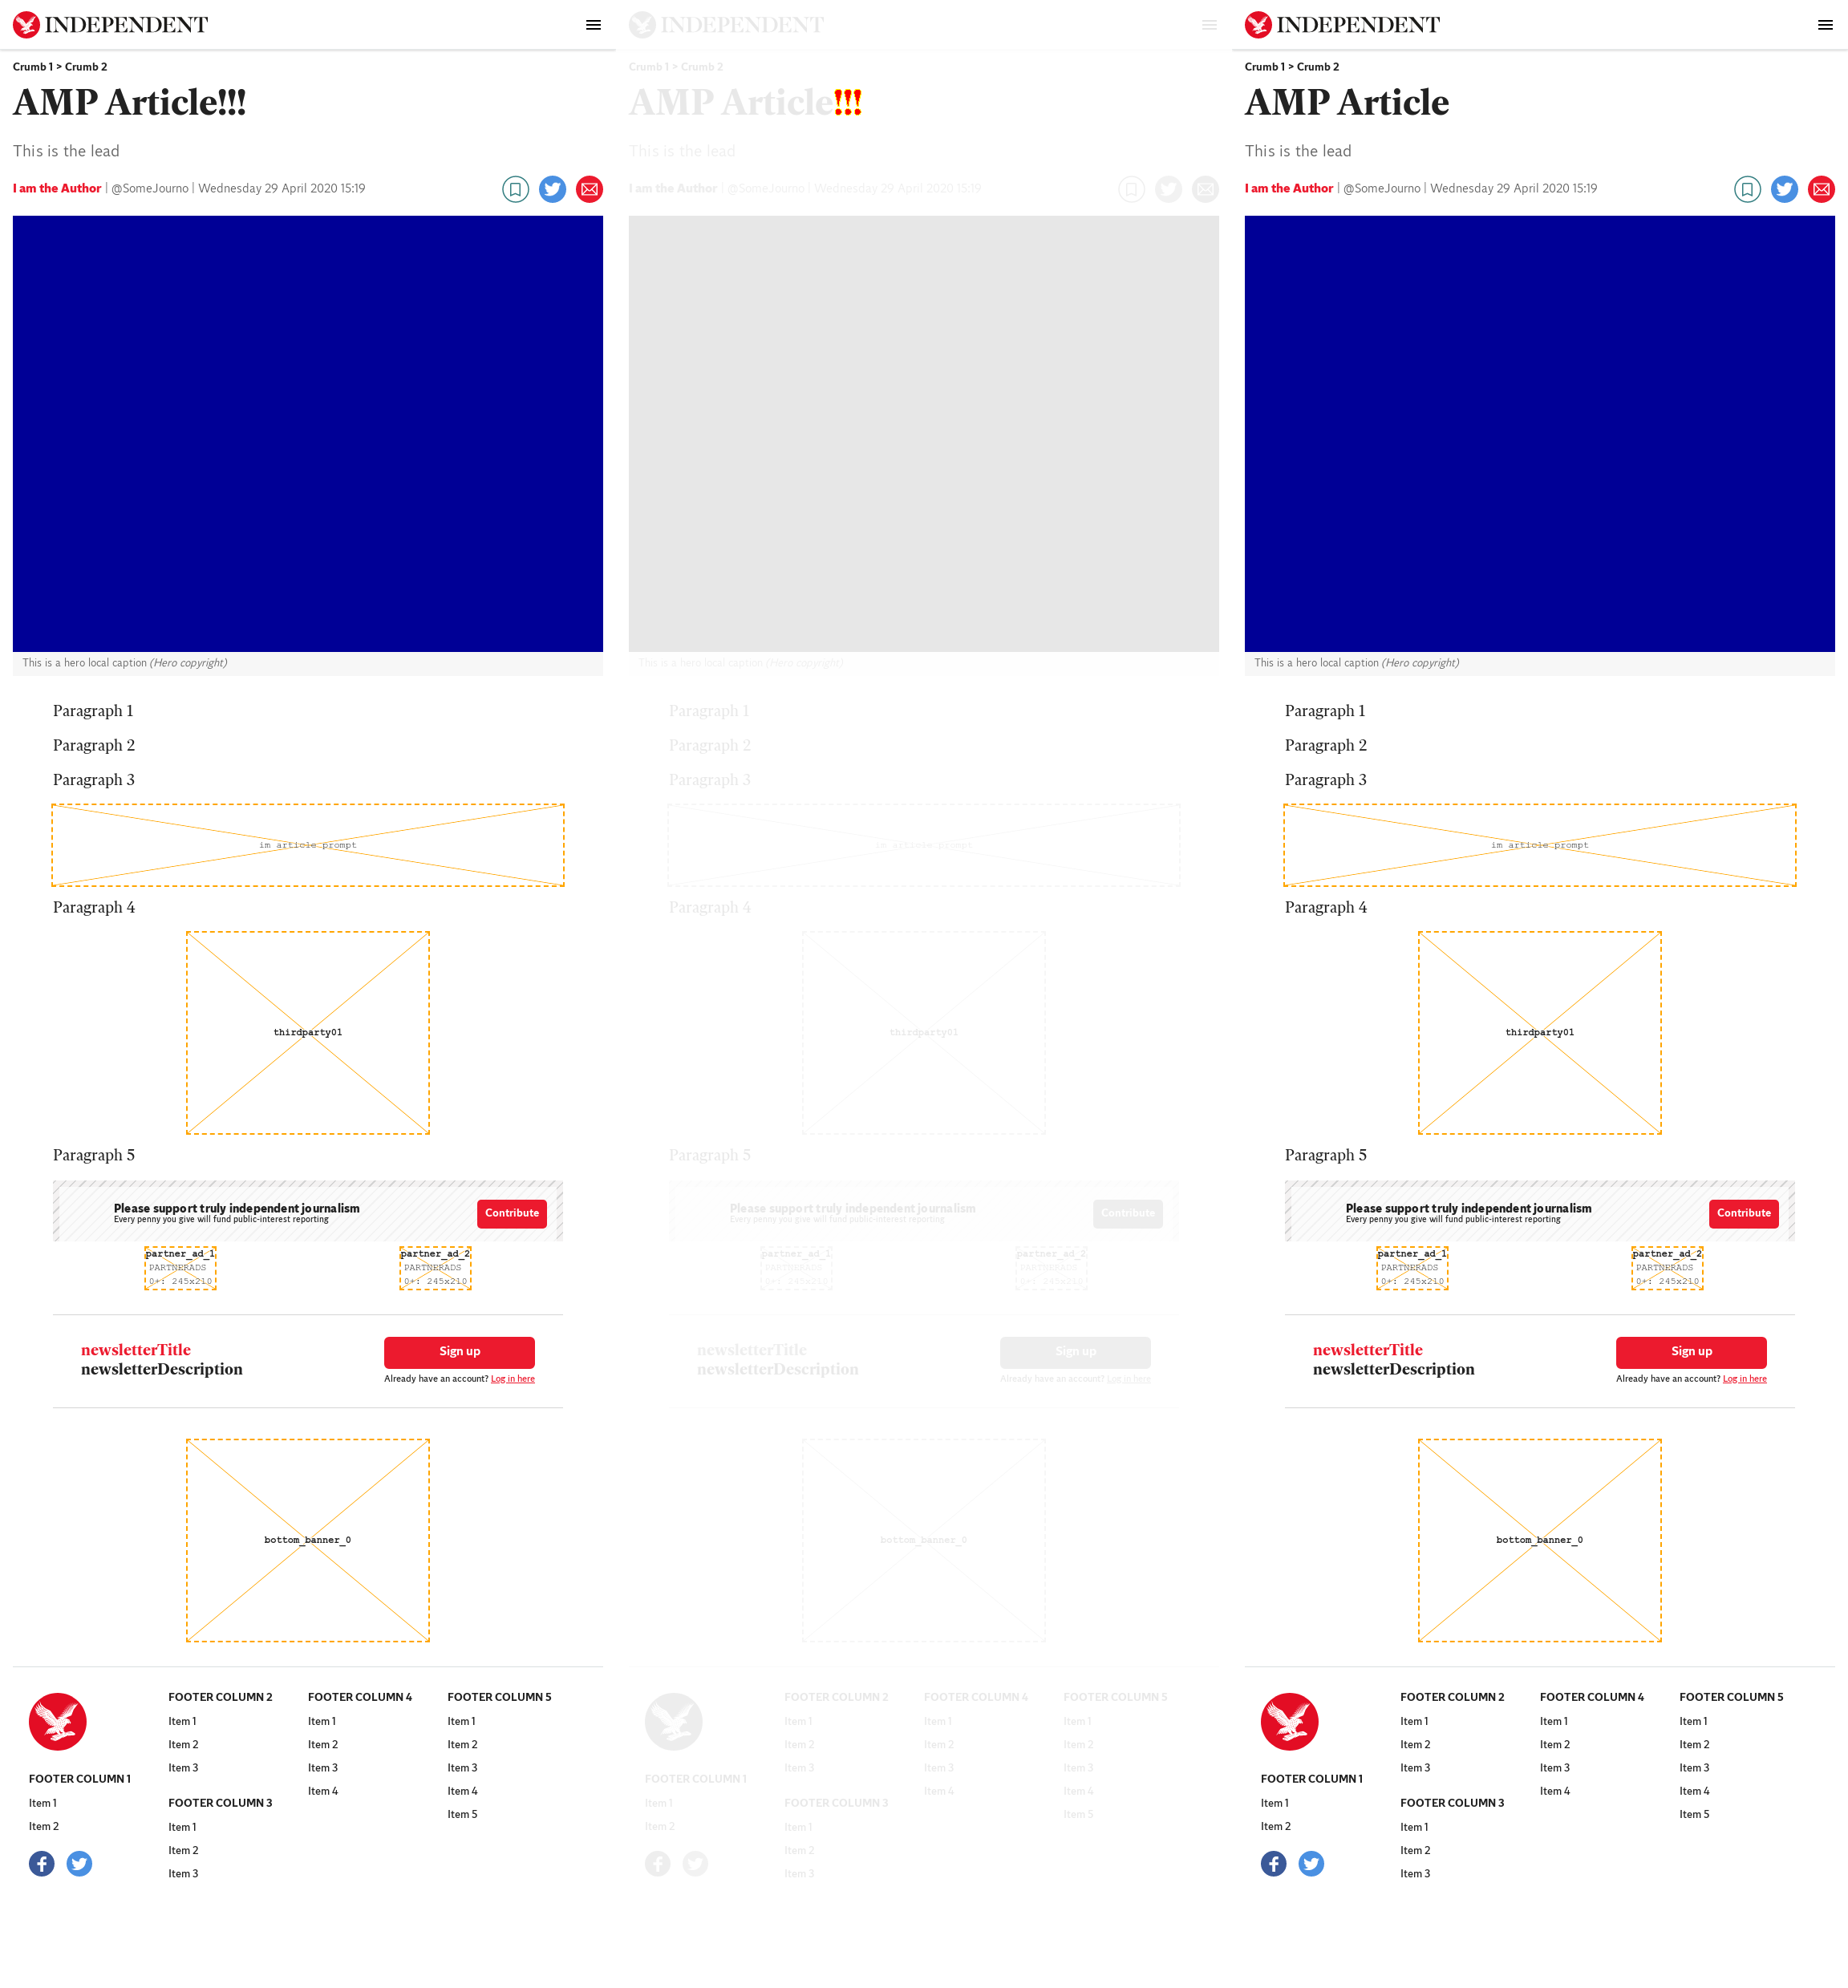 INDEPENDENT
Crumb 1 > Crumb 2
AMP Article!!!
This is the lead
I am the Author | @SomeJourno | Wednesday 29 April 2020 15:19
This is a hero local caption (Hero copyright)
Paragraph 1
Paragraph 2
Paragraph 3
im article prompt
Paragraph 4
thirdparty01
Paragraph 5
Please support truly independent journalism
Every penny you give will fund public-interest reporting
Contribute
partner_ad_1
PARTNERADS
0+: 245x210
partner_ad_2
PARTNERADS
0+: 245x210
newsletterTitle
newsletterDescription
Sign up
Already have an account? Log in here
bottom_banner_0
FOOTER COLUMN 1
Item 1
Item 2
FOOTER COLUMN 2
Item 1
Item 2
Item 3
FOOTER COLUMN 3
Item 1
Item 2
Item 3
FOOTER COLUMN 4
Item 1
Item 2
Item 3
Item 4
FOOTER COLUMN 5
Item 1
Item 2
Item 3
Item 4
Item 5
INDEPENDENT
Crumb 1 > Crumb 2
AMP Article!!!
This is the lead
I am the Author | @SomeJourno | Wednesday 29 April 2020 15:19
This is a hero local caption (Hero copyright)
Paragraph 1
Paragraph 2
Paragraph 3
im article prompt
Paragraph 4
thirdparty01
Paragraph 5
Please support truly independent journalism
Every penny you give will fund public-interest reporting
Contribute
partner_ad_1
PARTNERADS
0+: 245x210
partner_ad_2
PARTNERADS
0+: 245x210
newsletterTitle
newsletterDescription
Sign up
Already have an account? Log in here
bottom_banner_0
FOOTER COLUMN 1
Item 1
Item 2
FOOTER COLUMN 2
Item 1
Item 2
Item 3
FOOTER COLUMN 3
Item 1
Item 2
Item 3
FOOTER COLUMN 4
Item 1
Item 2
Item 3
Item 4
FOOTER COLUMN 5
Item 1
Item 2
Item 3
Item 4
Item 5
INDEPENDENT
Crumb 1 > Crumb 2
AMP Article
This is the lead
I am the Author | @SomeJourno | Wednesday 29 April 2020 15:19
This is a hero local caption (Hero copyright)
Paragraph 1
Paragraph 2
Paragraph 3
im article prompt
Paragraph 4
thirdparty01
Paragraph 5
Please support truly independent journalism
Every penny you give will fund public-interest reporting
Contribute
partner_ad_1
PARTNERADS
0+: 245x210
partner_ad_2
PARTNERADS
0+: 245x210
newsletterTitle
newsletterDescription
Sign up
Already have an account? Log in here
bottom_banner_0
FOOTER COLUMN 1
Item 1
Item 2
FOOTER COLUMN 2
Item 1
Item 2
Item 3
FOOTER COLUMN 3
Item 1
Item 2
Item 3
FOOTER COLUMN 4
Item 1
Item 2
Item 3
Item 4
FOOTER COLUMN 5
Item 1
Item 2
Item 3
Item 4
Item 5